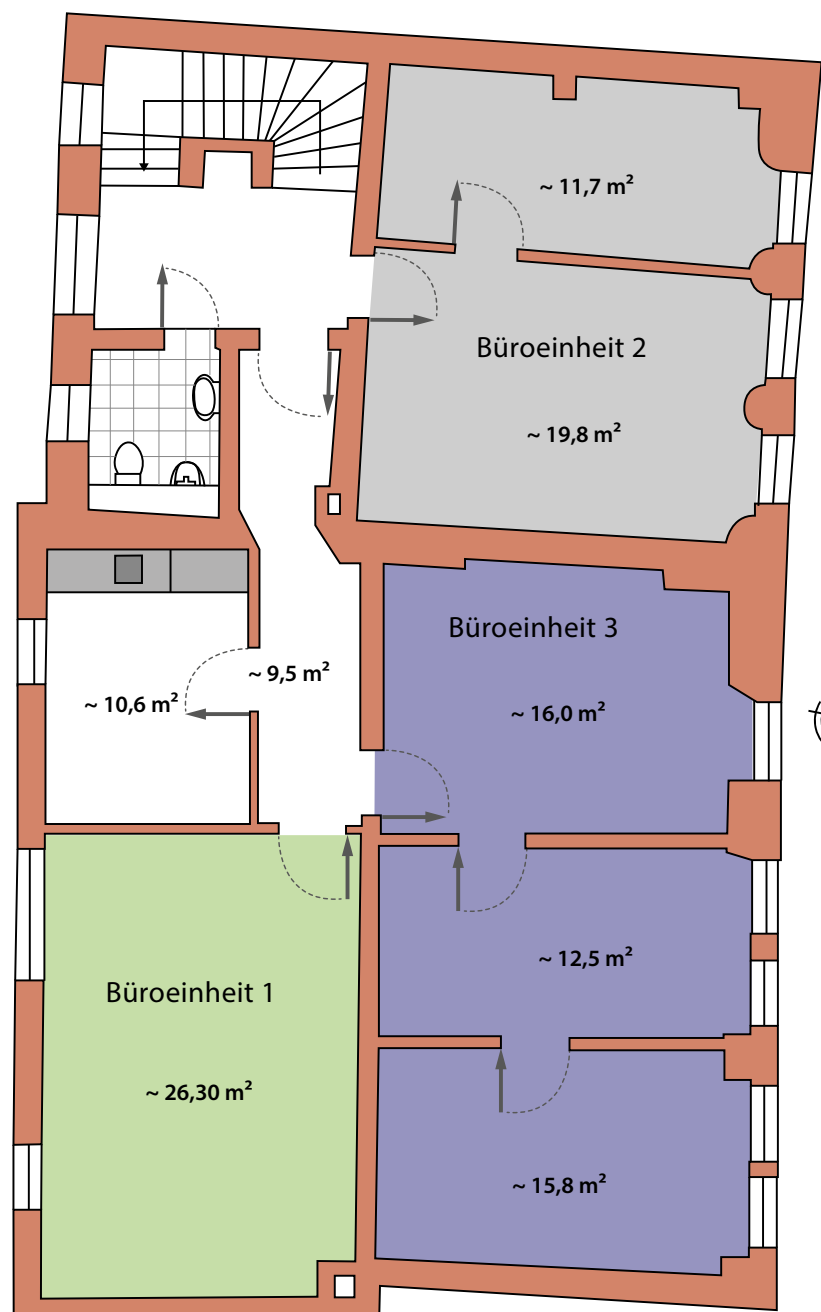 ~ 11,7 m²
Büroeinheit 2
~ 19,8 m²
Büroeinheit 3
~ 9,5 m²
~ 10,6 m²
~ 16,0 m²
~ 12,5 m²
Büroeinheit 1
~ 26,30 m²
~ 15,8 m²